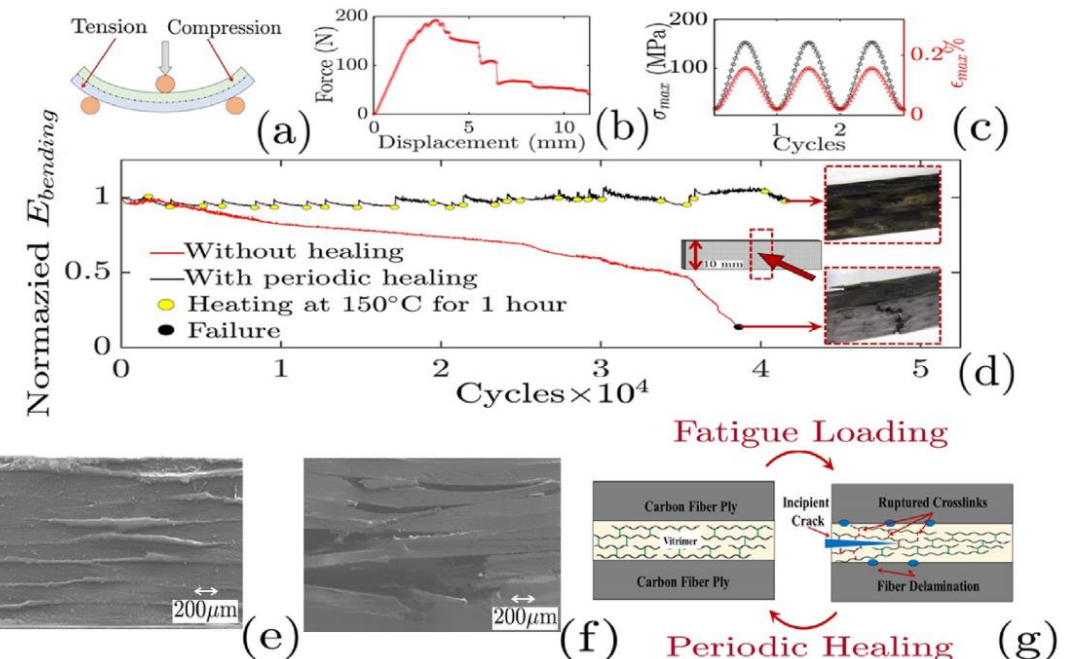 Tension Compression
(a)
200
100
0
Force (N)
0 5 10
Displacement (mm)
(b)
200
100
σmax (MPa)
0.2
0
ϵmax%
1 2
Cycles
(c)
Normazied Ebending
1
0.5
0
Without healing
With periodic healing
Heating at 150°C for 1 hour
Failure
10 mm
0 1 2 3 4 5
Cycles×10⁴
(d)
200μm
(e)
200μm
(f)
Fatigue Loading
Carbon Fiber Ply
Vitrimer
Carbon Fiber Ply
Incipient
Crack
Ruptured Crosslinks
Fiber Delamination
Periodic Healing
(g)